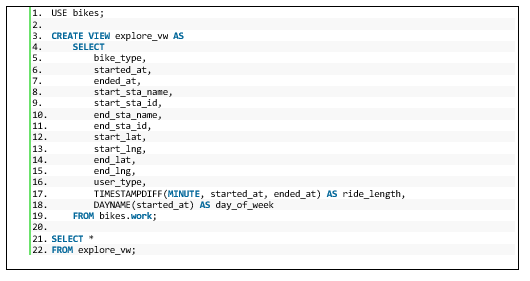 1. USE bikes;
2.
3. CREATE VIEW explore_vw AS
4. SELECT
5. bike_type,
6. started_at,
7. ended_at,
8. start_sta_name,
9. start_sta_id,
10. end_sta_name,
11. end_sta_id,
12. start_lat,
13. start_lng,
14. end_lat,
15. end_lng,
16. user_type,
17. TIMESTAMPDIFF(MINUTE, started_at, ended_at) AS ride_length,
18. DAYNAME(started_at) AS day_of_week
19. FROM bikes.work;
20.
21. SELECT *
22. FROM explore_vw;